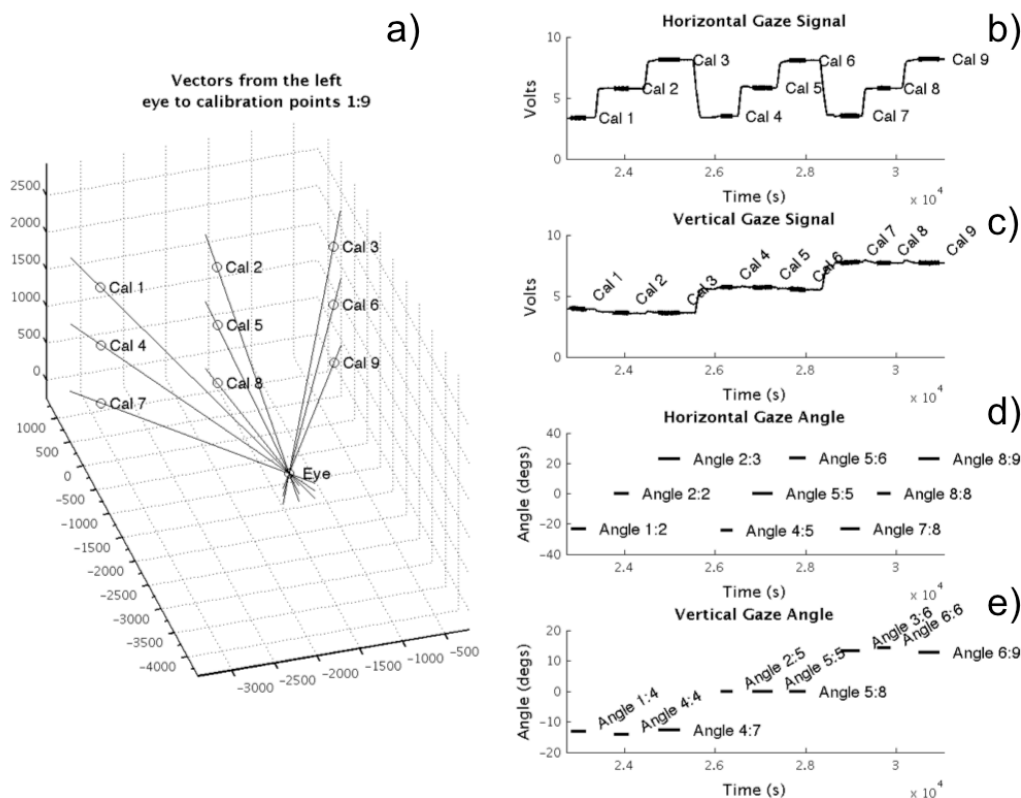 a)
Vectors from the left
eye to calibration points 1:9
2500
2000
1500
1000
500
0
Cal 1
Cal 2
Cal 3
Cal 4
Cal 5
Cal 6
Cal 7
Cal 8
Cal 9
Eye
1000
500
0
-500
-1000
-1500
-2000
-2500
-3000
-3500
-4000
-3000
-2500
-2000
-1500
-1000
-500
b)
Horizontal Gaze Signal
10
5
0
Volts
Cal 1
Cal 2
Cal 3
Cal 4
Cal 5
Cal 6
Cal 7
Cal 8
Cal 9
2.4
2.6
2.8
3
Time (s)
x 10^4
c)
Vertical Gaze Signal
10
5
0
Volts
Cal 1
Cal 2
Cal 3
Cal 4
Cal 5
Cal 6
Cal 7
Cal 8
Cal 9
2.4
2.6
2.8
3
Time (s)
x 10^4
d)
Horizontal Gaze Angle
40
20
0
-20
-40
Angle (degs)
Angle 2:3
Angle 5:6
Angle 8:9
Angle 2:2
Angle 5:5
Angle 8:8
Angle 1:2
Angle 4:5
Angle 7:8
2.4
2.6
2.8
3
Time (s)
x 10^4
e)
Vertical Gaze Angle
20
10
0
-10
-20
Angle (degs)
Angle 1:4
Angle 4:4
Angle 4:7
Angle 2:5
Angle 5:5
Angle 5:8
Angle 3:6
Angle 6:6
Angle 6:9
2.4
2.6
2.8
3
Time (s)
x 10^4